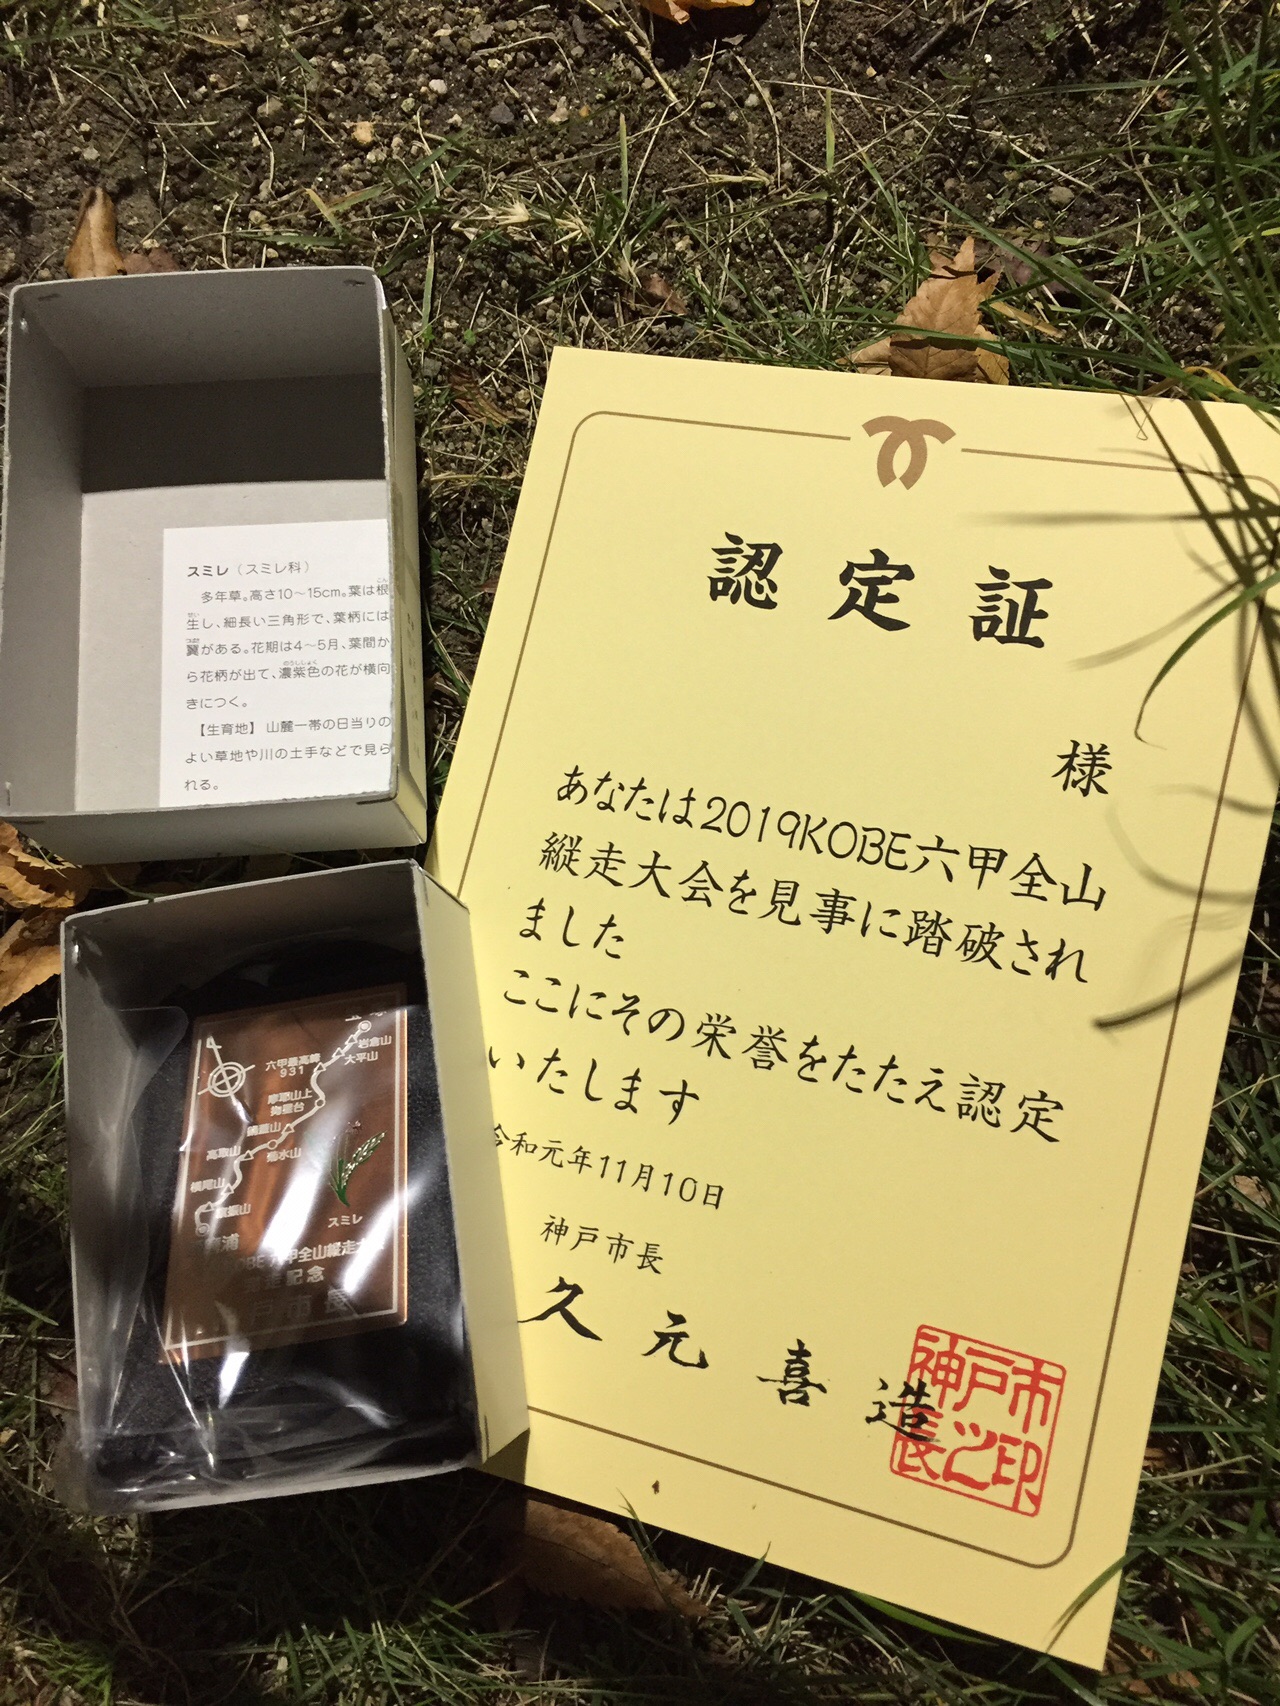 スミレ(スミレ科)
多年草。高さ10〜15cm。葉は根
生し、細長い三角形で、葉柄には
翼がある。花期は4〜5月、葉間か
ら花柄が出て、濃紫色の花が横向
きにつく。
【生育地】 山麓一帯の日当りの
よい草地や川の土手などで見ら
れる。
岩倉山
大平山
六甲最高峰
931
摩耶山上
掬星台
高取山
菊水山
横尾山
スミレ
六甲全山縦走大
記念
戸市長
認定証
様
あなたは2019KOBE六甲全山
縦走大会を見事に踏破され
ました
ここにその栄誉をたたえ認定
いたします
令和元年11月10日
神戸市長
久元喜造
神戸市
長之印